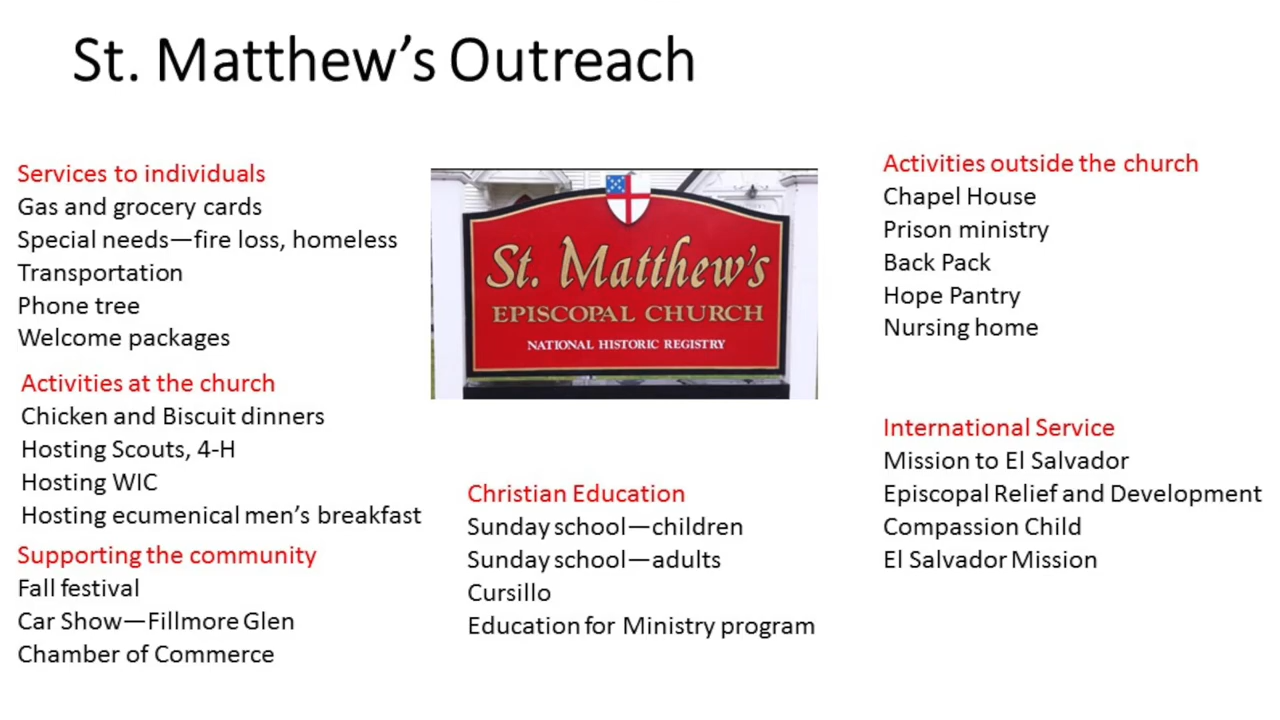 St. Matthew's Outreach
Services to individuals
Gas and grocery cards
Special needs—fire loss, homeless
Transportation
Phone tree
Welcome packages
Activities at the church
Chicken and Biscuit dinners
Hosting Scouts, 4-H
Hosting WIC
Hosting ecumenical men's breakfast
Supporting the community
Fall festival
Car Show—Fillmore Glen
Chamber of Commerce
St. Matthew's
EPISCOPAL CHURCH
NATIONAL HISTORIC REGISTRY
Christian Education
Sunday school—children
Sunday school—adults
Cursillo
Education for Ministry program
Activities outside the church
Chapel House
Prison ministry
Back Pack
Hope Pantry
Nursing home
International Service
Mission to El Salvador
Episcopal Relief and Development
Compassion Child
El Salvador Mission